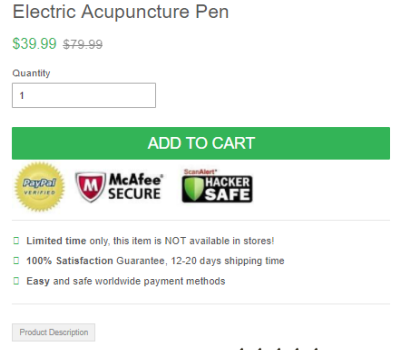 Electric Acupuncture Pen
$39.99 $79.99
Quantity
1
ADD TO CART
PayPal
VERIFIED
McAfee®
SECURE
ScanAlert®
HACKER
SAFE
Limited time only, this item is NOT available in stores!
100% Satisfaction Guarantee, 12-20 days shipping time
Easy and safe worldwide payment methods
Product Description